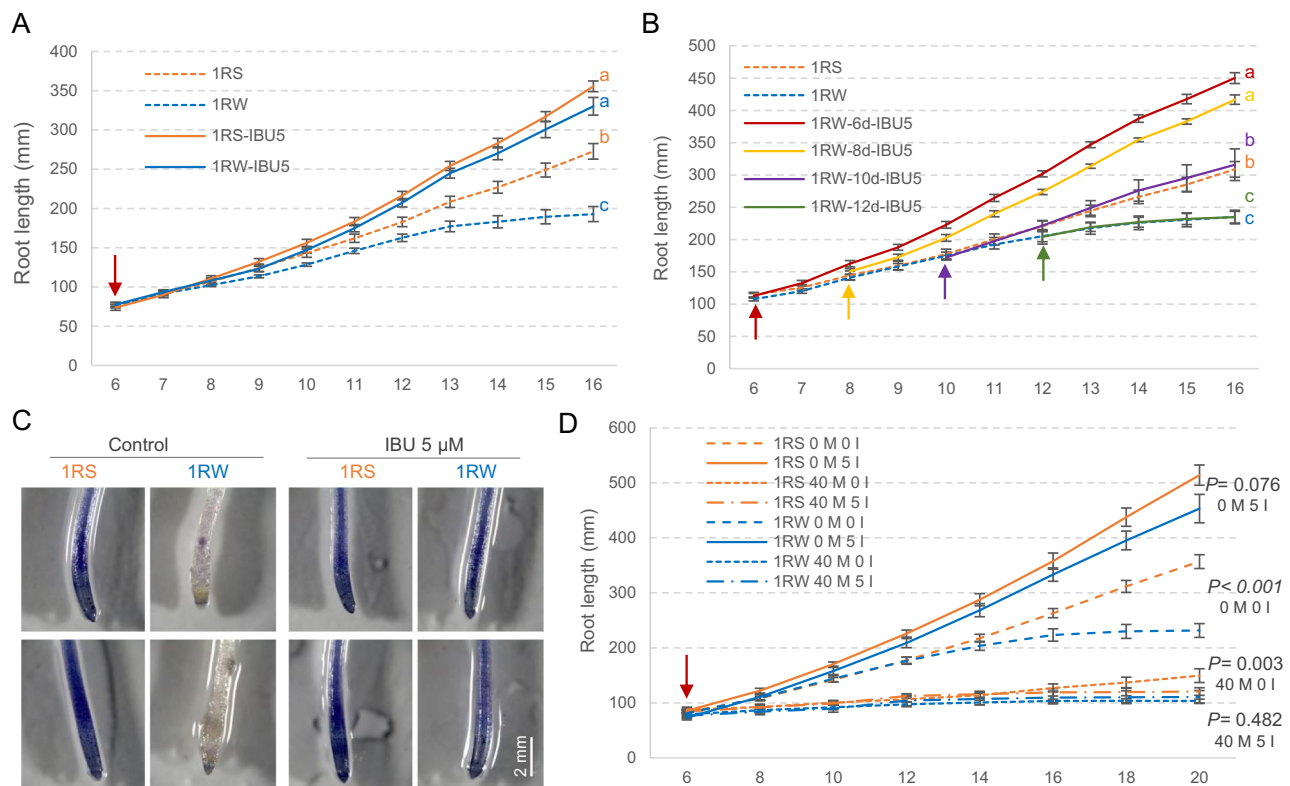 A
Root length (mm)
400
350
300
250
200
150
100
50
0
1RS
1RW
1RS-IBU5
1RW-IBU5
a
a
b
c
6 7 8 9 10 11 12 13 14 15 16
B
Root length (mm)
500
450
400
350
300
250
200
150
100
50
0
1RS
1RW
1RW-6d-IBU5
1RW-8d-IBU5
1RW-10d-IBU5
1RW-12d-IBU5
a
a
b
b
c
c
6 7 8 9 10 11 12 13 14 15 16
C
Control IBU 5 μM
1RS 1RW 1RS 1RW
2 mm
D
Root length (mm)
600
500
400
300
200
100
0
1RS 0 M 0 I
1RS 0 M 5 I
1RS 40 M 0 I
1RS 40 M 5 I
1RW 0 M 0 I
1RW 0 M 5 I
1RW 40 M 0 I
1RW 40 M 5 I
P= 0.076
0 M 5 I
P< 0.001
0 M 0 I
P= 0.003
40 M 0 I
P= 0.482
40 M 5 I
6 8 10 12 14 16 18 20